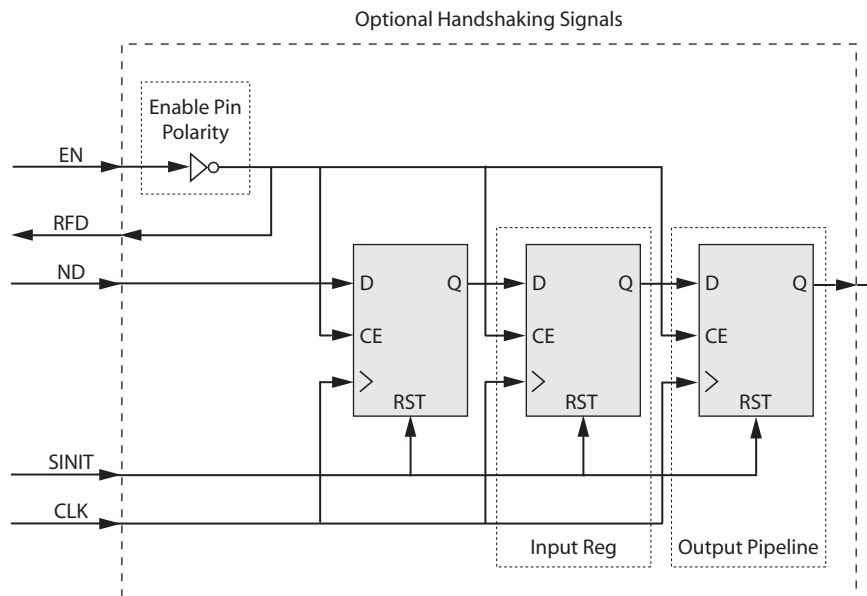 Optional Handshaking Signals
Enable Pin
Polarity
EN
RFD
ND
D Q
CE
RST
D Q
CE
RST
D Q
CE
RST
SINIT
CLK
Input Reg
Output Pipeline